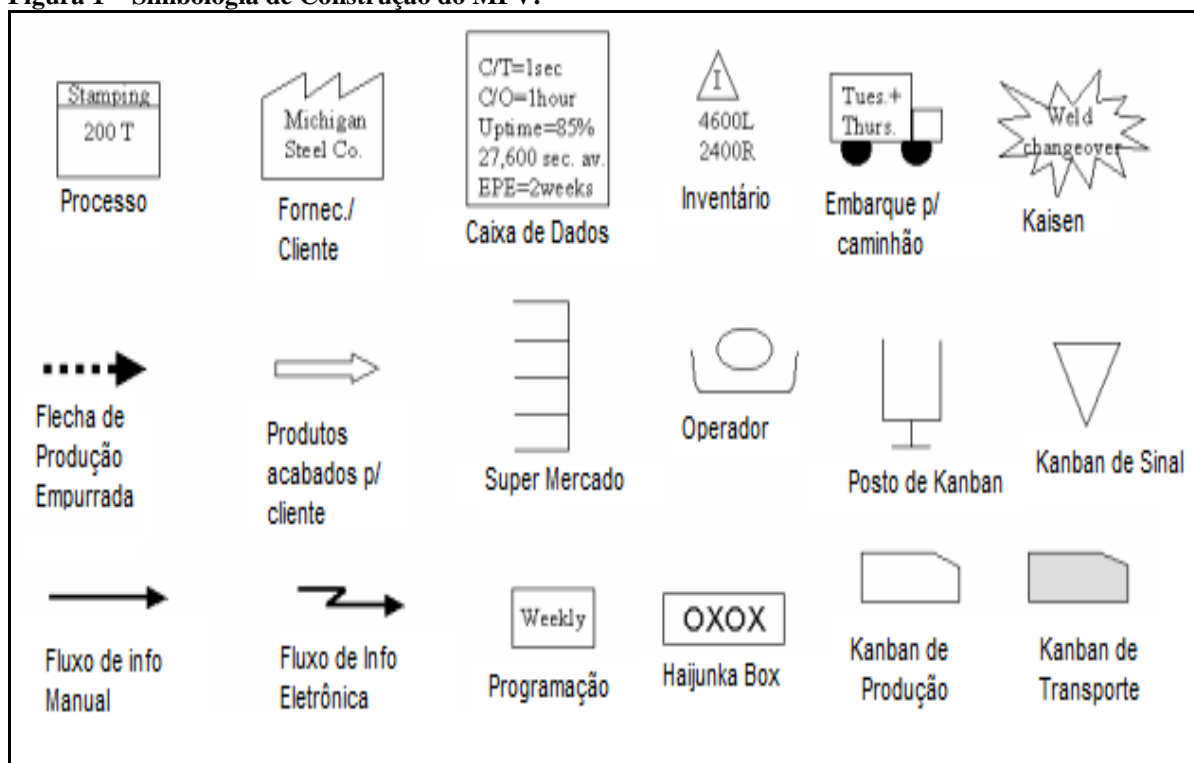 Figura 1 – Simbologia de Construção do MFV.
Stamping
200 T
Processo
Michigan
Steel Co.
Fornec./
Cliente
C/T=1sec
C/O=1hour
Uptime=85%
27,600 sec. av.
EPE=2weeks
Caixa de Dados
I
4600L
2400R
Inventário
Tues.+
Thurs.
Embarque p/
caminhão
Weld
changeover
Kaisen
Flecha de
Produção
Empurrada
Produtos
acabados p/
cliente
Super Mercado
Operador
Posto de Kanban
Kanban de Sinal
Fluxo de info
Manual
Fluxo de Info
Eletrônica
Weekly
Programação
OXOX
Haijunka Box
Kanban de
Produção
Kanban de
Transporte